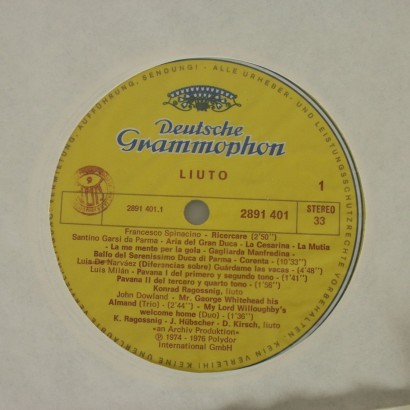 TUNG, AUFFÜHRUNG, SENDUNG! - ALLE URHEBER- UND LEISTUNGSSCHUTZRECHTE VORBEHALTEN · KEIN VERLEIH! KEINE
Deutsche
Grammophon
LIUTO
1
2891 401.1
2891 401
STEREO
33
Francesco Spinacino - Ricercare (2'50")
Santino Garsi da Parma - Aria del Gran Duca - La Cesarina - La Mutia
- La me mente per la gola - Gagliarda Manfredina -
Ballo del Serenissimo Duca di Parma - Corenta - (10'33")
Luis De Narváez (Diferencias sobre) Guárdame las vacas - (4'48")
Luis Milán - Pavana I del primero y segundo tono - (1'41")
Pavana II del tercero y quarto tono - (1'56")
Konrad Ragossnig, liuto
John Dowland - Mr. George Whitehead his
Almand (Trio) - (2'44") - My Lord Willoughby's
welcome home (Duo) - (1'36")
K. Ragossnig - J. Hübscher - D. Kirsch, liuto
«an Archiv Produktion»
℗ 1974 - 1976 Polydor
International GmbH